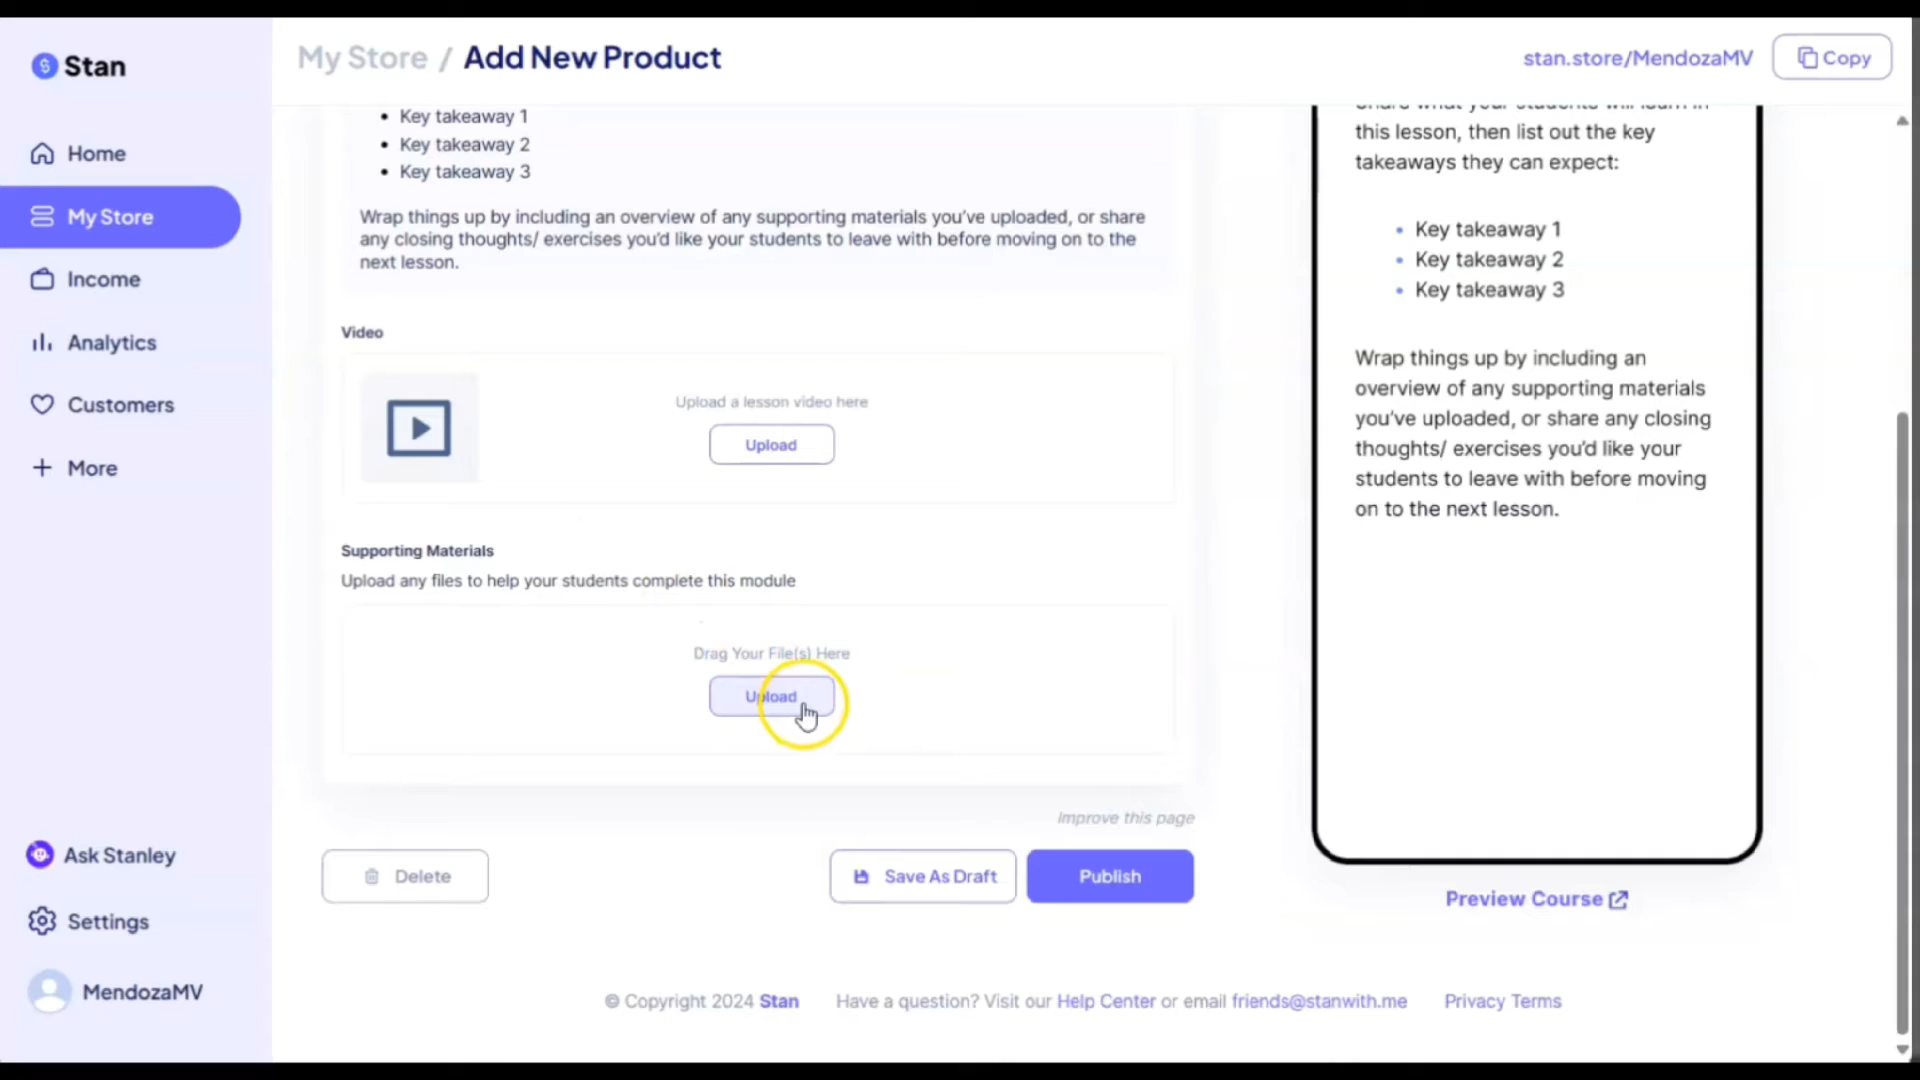 Stan
My Store / Add New Product
stan.store/MendozaMV
Copy
Home
My Store
Income
Analytics
Customers
More
Ask Stanley
Settings
MendozaMV
• Key takeaway 1
• Key takeaway 2
• Key takeaway 3
Wrap things up by including an overview of any supporting materials you've uploaded, or share
any closing thoughts/ exercises you'd like your students to leave with before moving on to the
next lesson.
Video
Upload a lesson video here
Upload
Supporting Materials
Upload any files to help your students complete this module
Drag Your File(s) Here
Upload
Improve this page
Delete
Save As Draft
Publish
Share what your students will learn in
this lesson, then list out the key
takeaways they can expect:
• Key takeaway 1
• Key takeaway 2
• Key takeaway 3
Wrap things up by including an
overview of any supporting materials
you've uploaded, or share any closing
thoughts/ exercises you'd like your
students to leave with before moving
on to the next lesson.
Preview Course
© Copyright 2024 Stan
Have a question? Visit our Help Center or email friends@stanwith.me
Privacy Terms